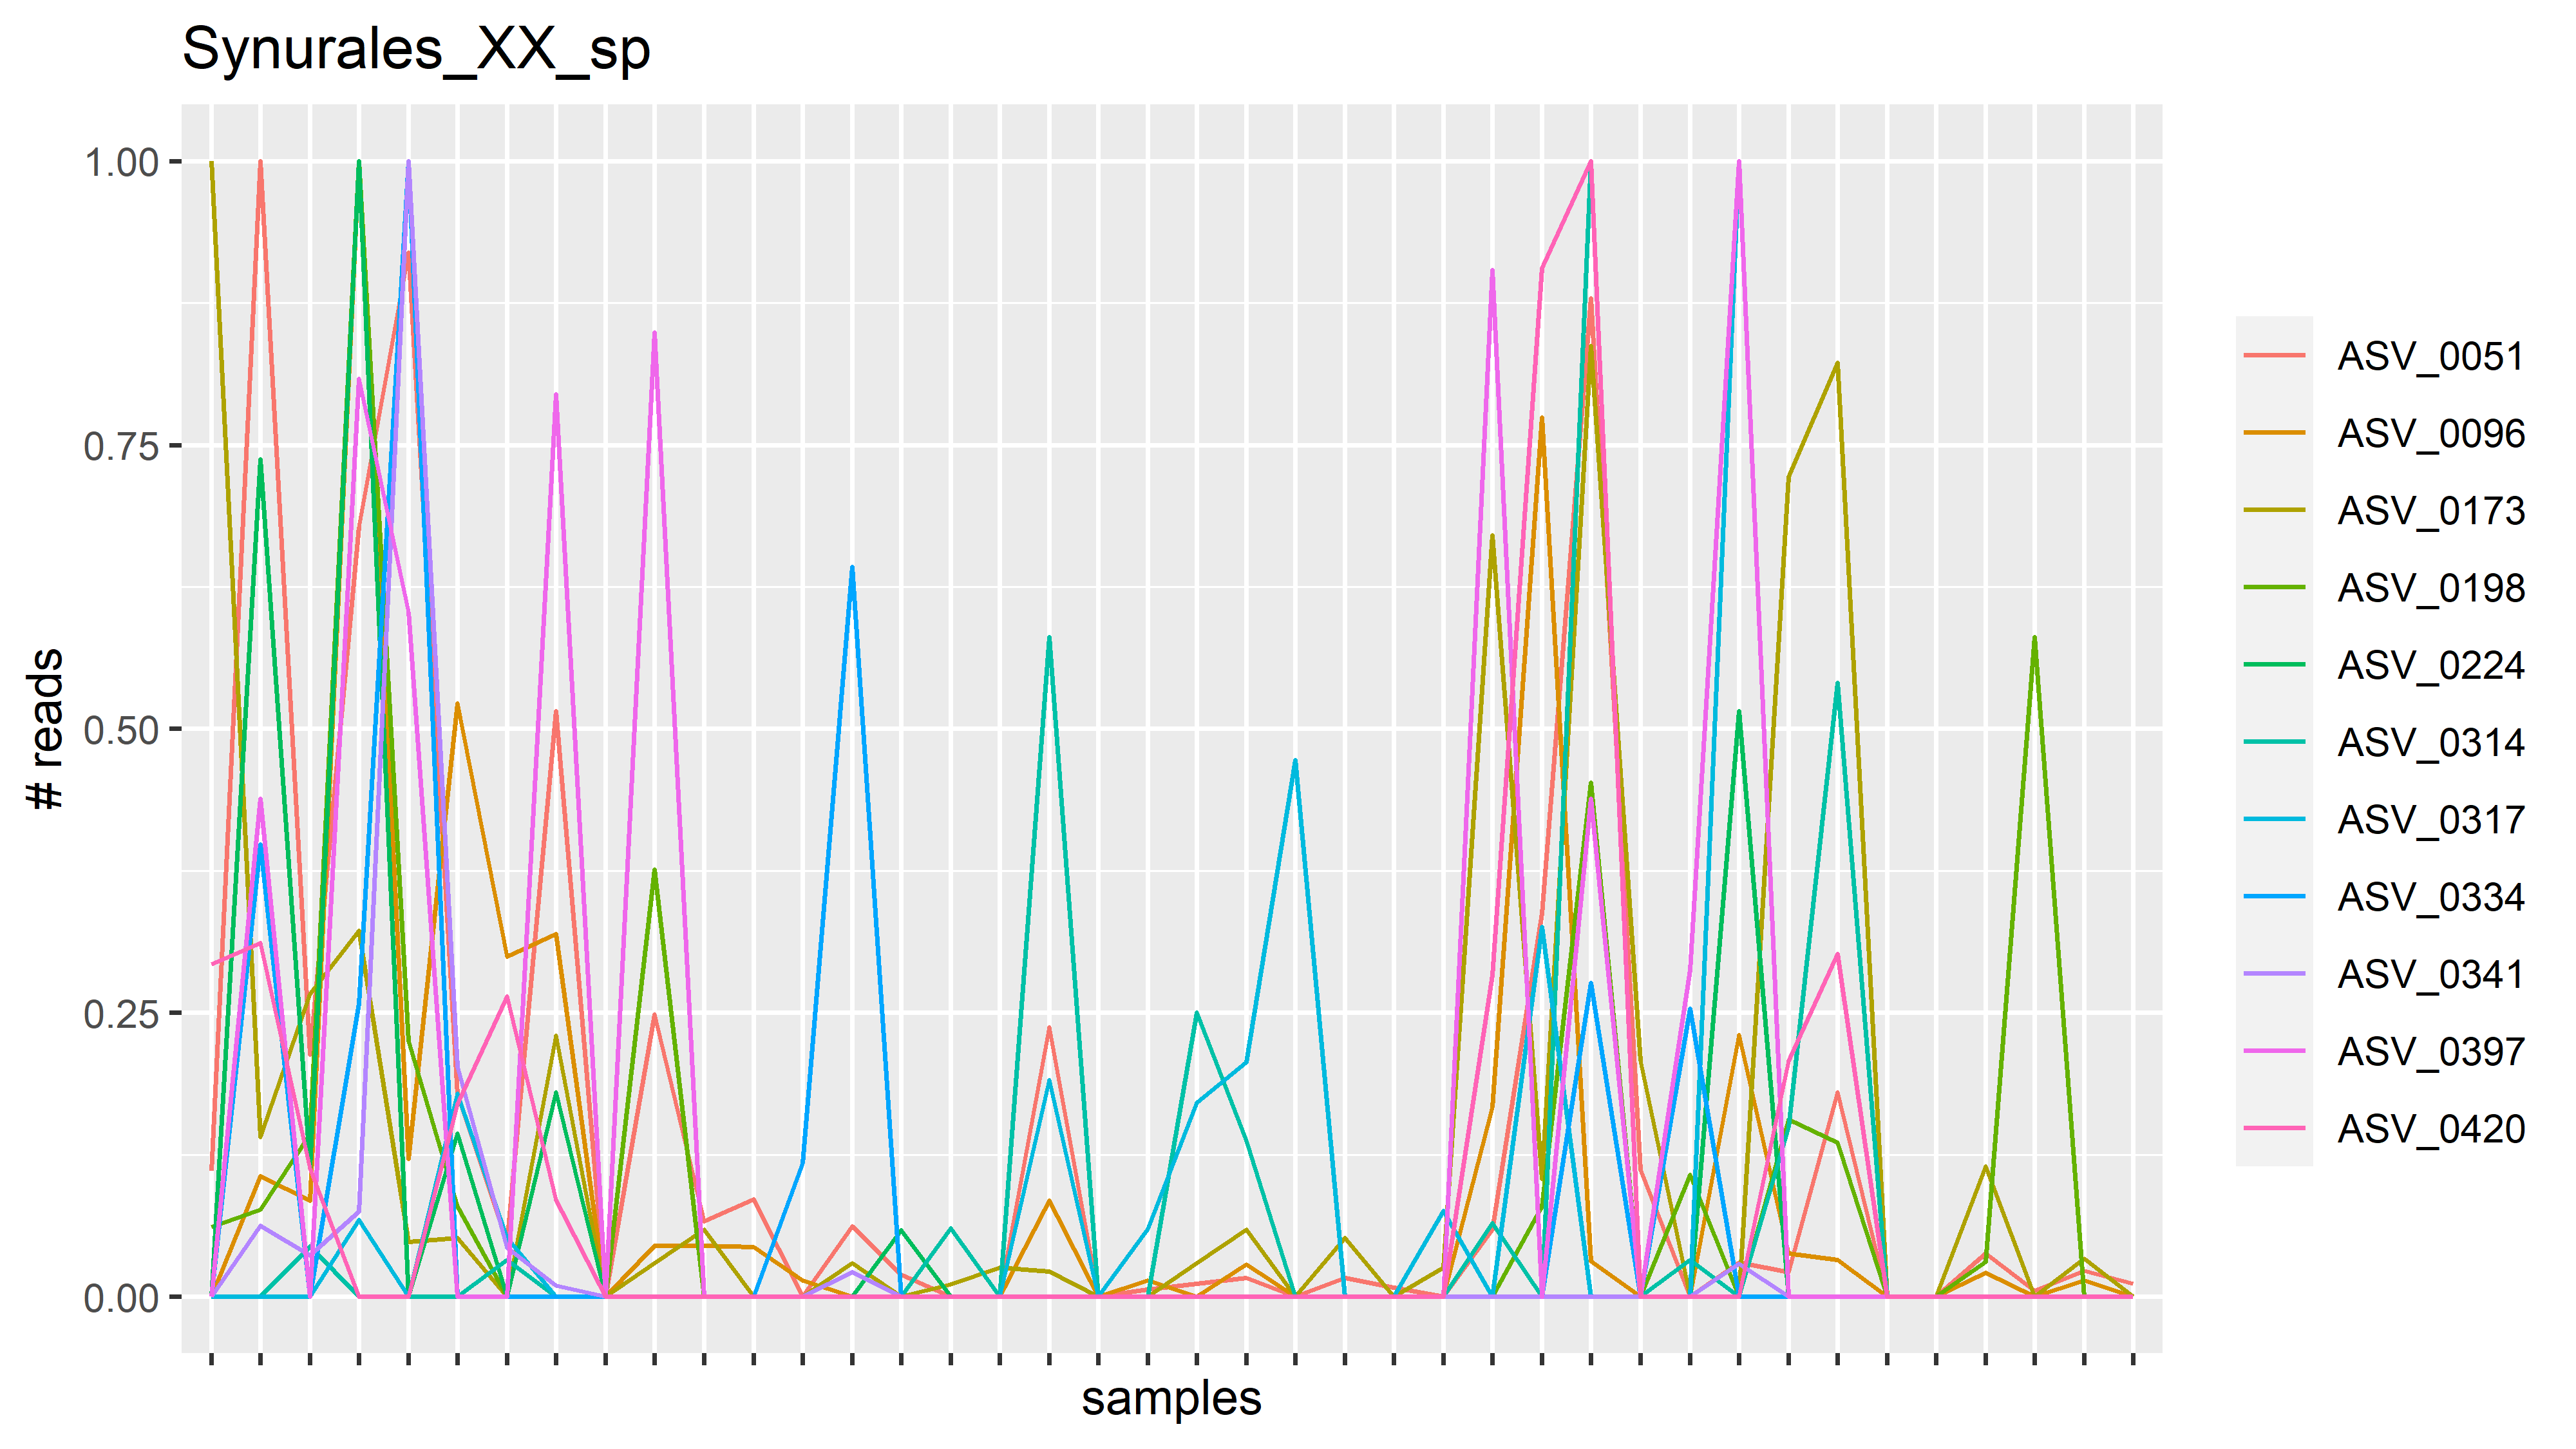 Synurales_XX_sp
1.00
0.75
0.50
0.25
0.00
# reads
samples
ASV_0051
ASV_0096
ASV_0173
ASV_0198
ASV_0224
ASV_0314
ASV_0317
ASV_0334
ASV_0341
ASV_0397
ASV_0420